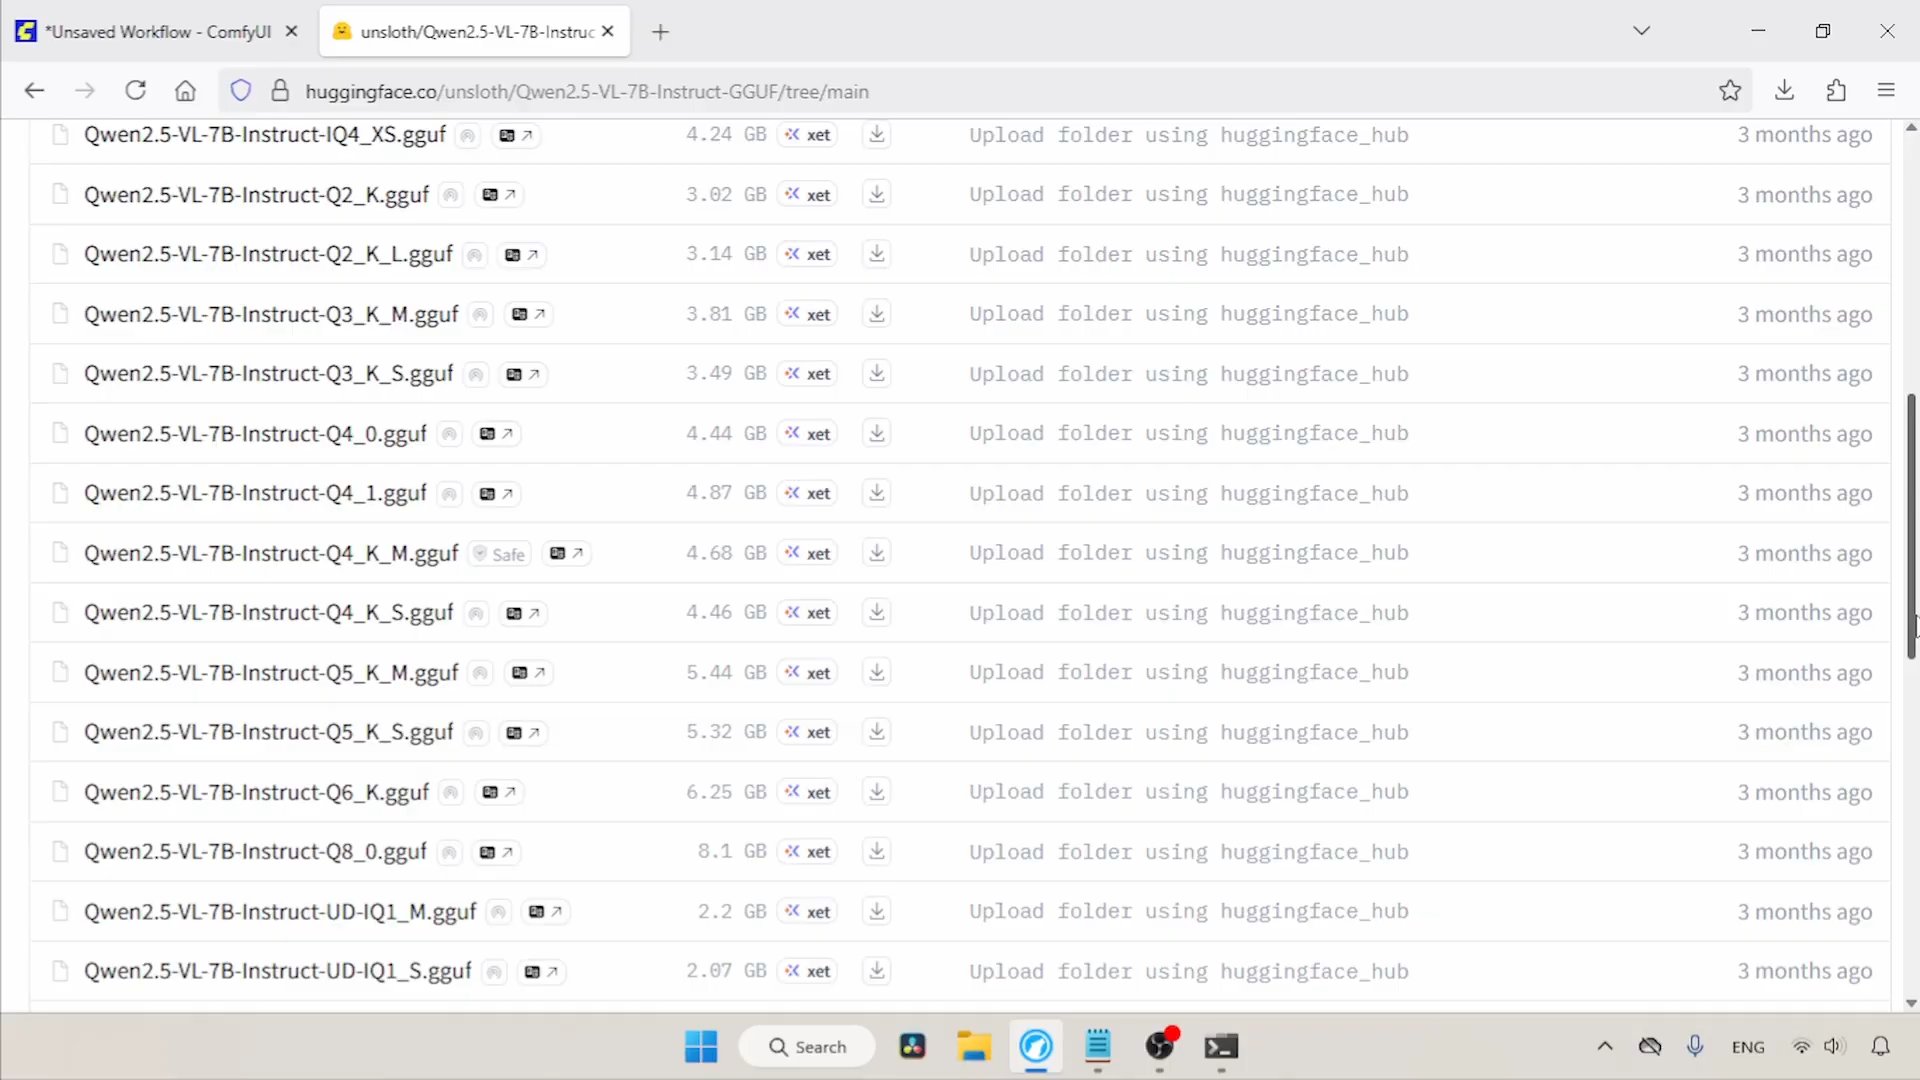 *Unsaved Workflow - ComfyUI
unsloth/Qwen2.5-VL-7B-Instruc
huggingface.co/unsloth/Qwen2.5-VL-7B-Instruct-GGUF/tree/main
Qwen2.5-VL-7B-Instruct-IQ4_XS.gguf 4.24 GB xet Upload folder using huggingface_hub 3 months ago
Qwen2.5-VL-7B-Instruct-Q2_K.gguf 3.02 GB xet Upload folder using huggingface_hub 3 months ago
Qwen2.5-VL-7B-Instruct-Q2_K_L.gguf 3.14 GB xet Upload folder using huggingface_hub 3 months ago
Qwen2.5-VL-7B-Instruct-Q3_K_M.gguf 3.81 GB xet Upload folder using huggingface_hub 3 months ago
Qwen2.5-VL-7B-Instruct-Q3_K_S.gguf 3.49 GB xet Upload folder using huggingface_hub 3 months ago
Qwen2.5-VL-7B-Instruct-Q4_0.gguf 4.44 GB xet Upload folder using huggingface_hub 3 months ago
Qwen2.5-VL-7B-Instruct-Q4_1.gguf 4.87 GB xet Upload folder using huggingface_hub 3 months ago
Qwen2.5-VL-7B-Instruct-Q4_K_M.gguf Safe 4.68 GB xet Upload folder using huggingface_hub 3 months ago
Qwen2.5-VL-7B-Instruct-Q4_K_S.gguf 4.46 GB xet Upload folder using huggingface_hub 3 months ago
Qwen2.5-VL-7B-Instruct-Q5_K_M.gguf 5.44 GB xet Upload folder using huggingface_hub 3 months ago
Qwen2.5-VL-7B-Instruct-Q5_K_S.gguf 5.32 GB xet Upload folder using huggingface_hub 3 months ago
Qwen2.5-VL-7B-Instruct-Q6_K.gguf 6.25 GB xet Upload folder using huggingface_hub 3 months ago
Qwen2.5-VL-7B-Instruct-Q8_0.gguf 8.1 GB xet Upload folder using huggingface_hub 3 months ago
Qwen2.5-VL-7B-Instruct-UD-IQ1_M.gguf 2.2 GB xet Upload folder using huggingface_hub 3 months ago
Qwen2.5-VL-7B-Instruct-UD-IQ1_S.gguf 2.07 GB xet Upload folder using huggingface_hub 3 months ago
Search ENG